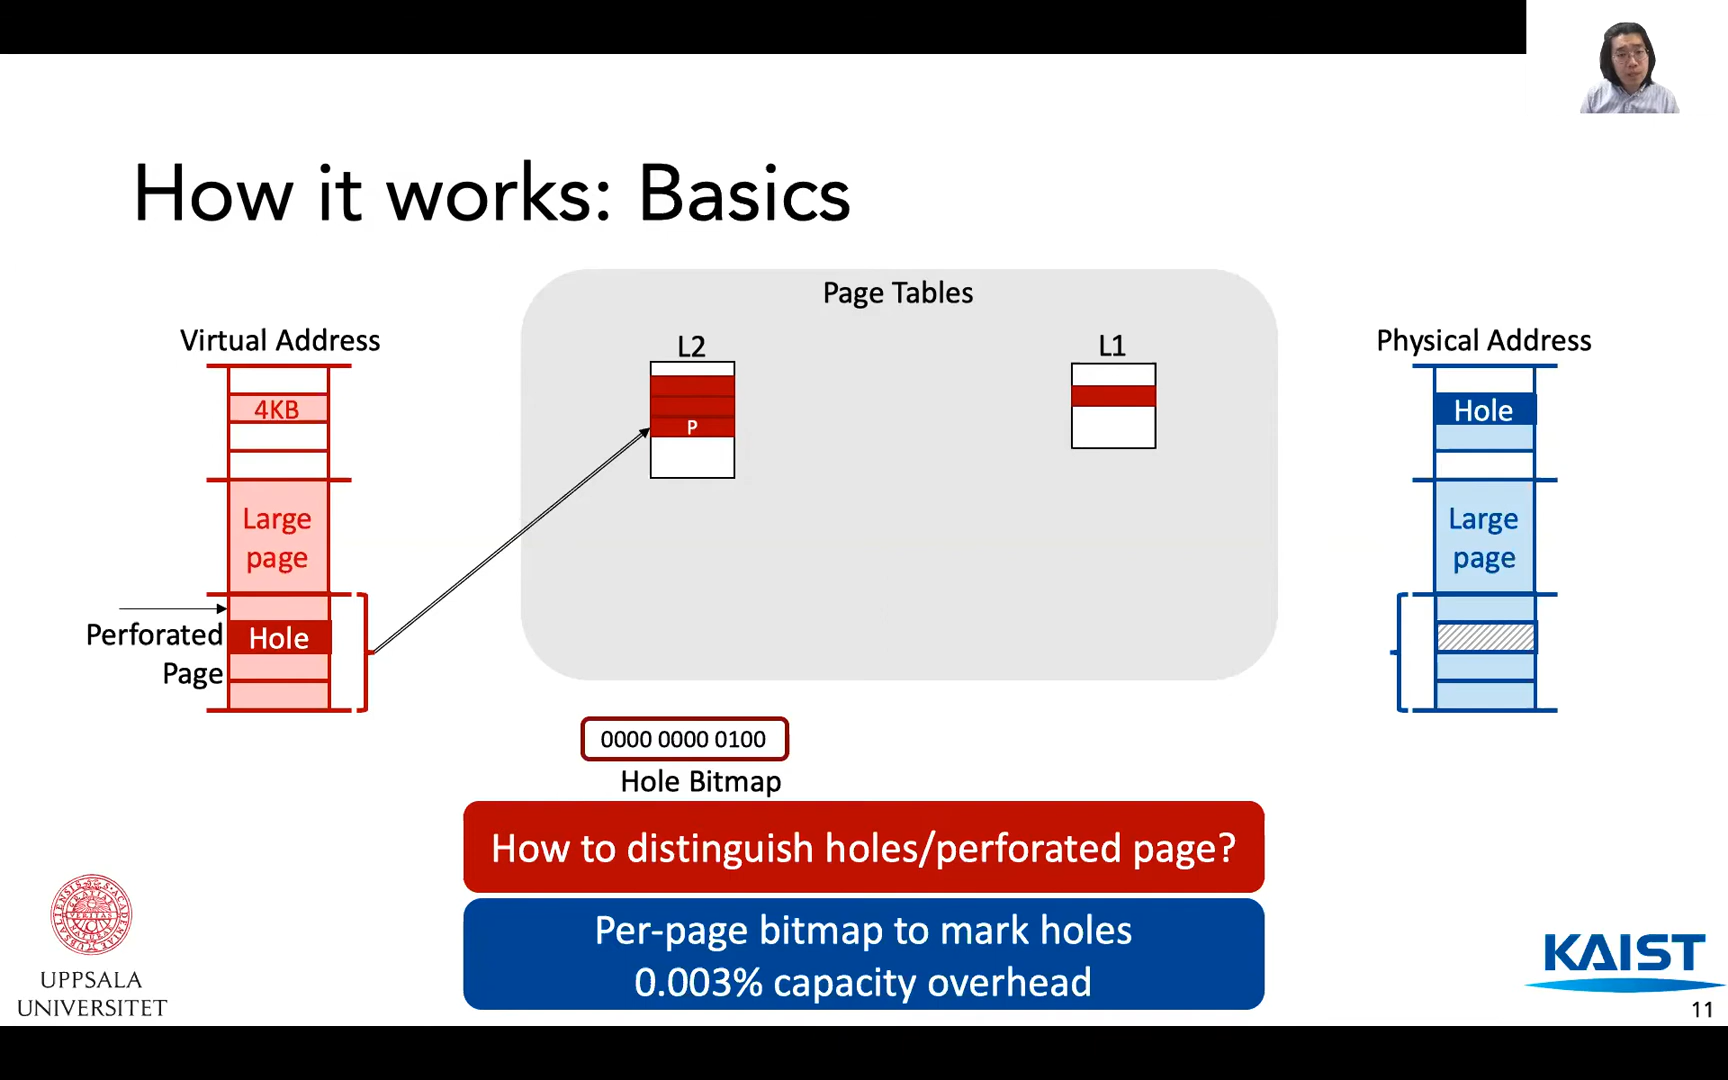 How it works: Basics
Page Tables
Virtual Address
L2
L1
Physical Address
4KB
Hole
P
Large
page
Large
page
Perforated
Page
Hole
0000 0000 0100
Hole Bitmap
How to distinguish holes/perforated page?
Per-page bitmap to mark holes
0.003% capacity overhead
UPPSALA
UNIVERSITET
KAIST
11